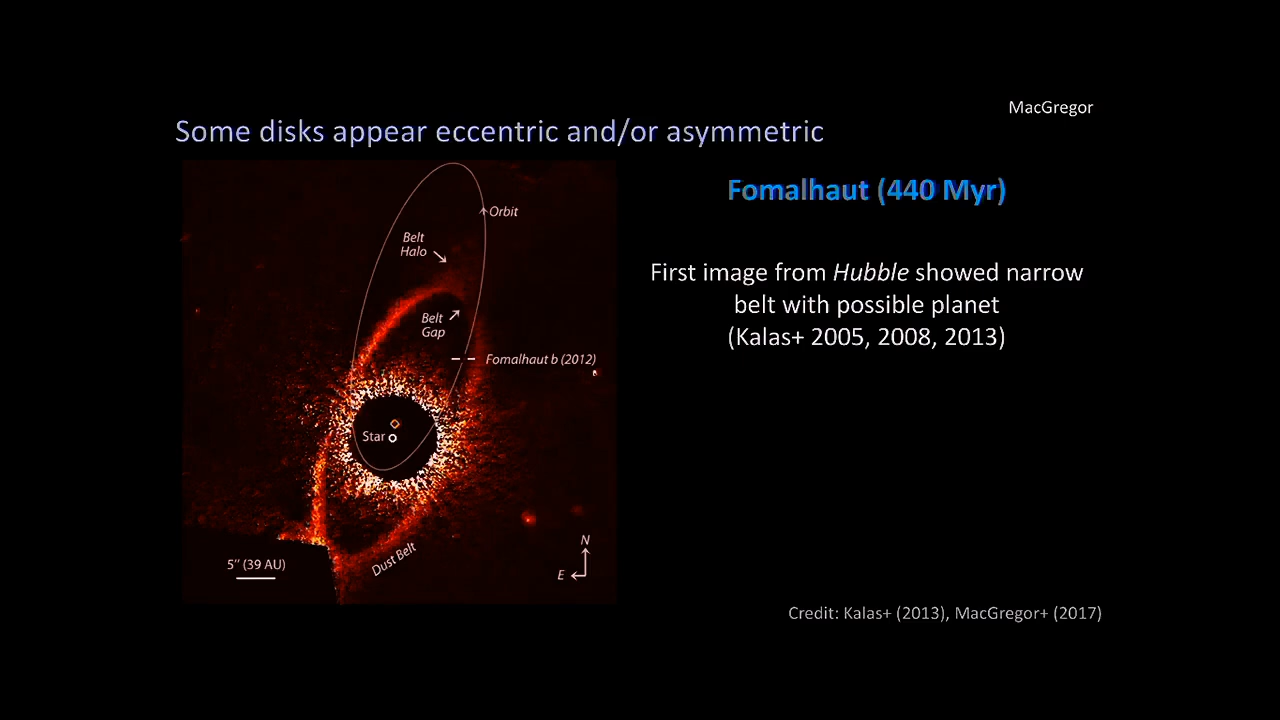 MacGregor
Some disks appear eccentric and/or asymmetric
Fomalhaut (440 Myr)
First image from Hubble showed narrow
belt with possible planet
(Kalas+ 2005, 2008, 2013)
Orbit
Belt
Halo
Belt
Gap
Fomalhaut b (2012)
Star
Dust Belt
5″ (39 AU)
N
E
Credit: Kalas+ (2013), MacGregor+ (2017)